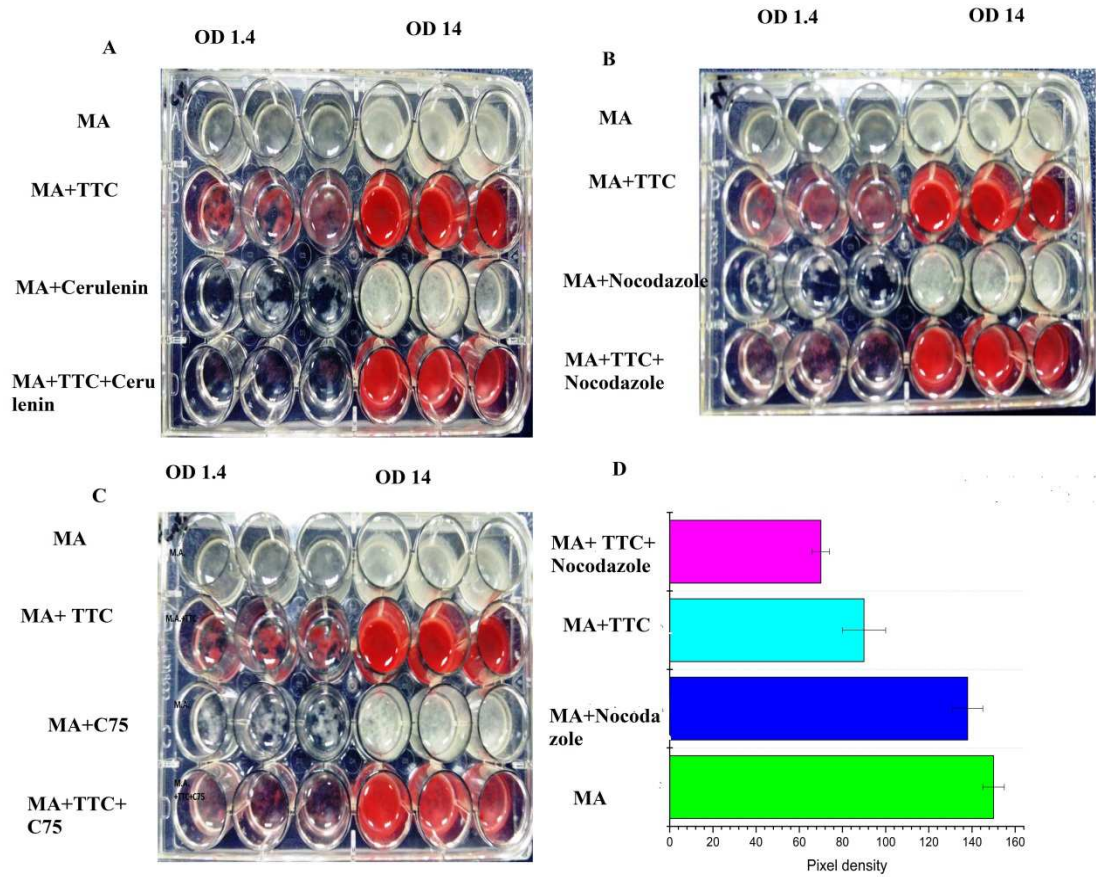 OD 1.4
OD 14
A
MA
MA+TTC
MA+Cerulenin
MA+TTC+Ceru
lenin
OD 1.4
OD 14
B
MA
MA+TTC
MA+Nocodazole
MA+TTC+
Nocodazole
OD 1.4
OD 14
C
MA
MA+ TTC
MA+C75
MA+TTC+
C75
M.A.
M.A.+TTC
M.A.
M.A.
+TTC+C75
D
MA+ TTC+
Nocodazole
MA+TTC
MA+Nocoda
zole
MA
0 20 40 60 80 100 120 140 160
Pixel density